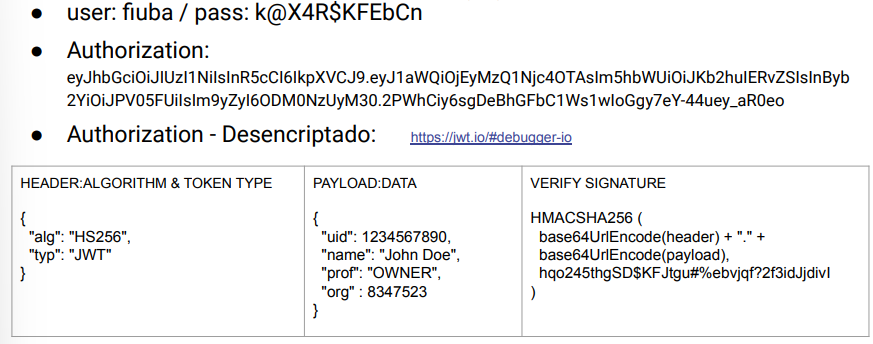 ● user: fiuba / pass: k@X4R$KFEbCn
● Authorization:
eyJhbGciOiJIUzI1NiIsInR5cCI6IkpXVCJ9.eyJ1aWQiOjEyMzQ1Njc4OTAsIm5hbWUiOiJKb2huIERvZSIsInByb
2YiOiJPV05FUiIsIm9yZyI6ODM0NzUyM30.2PWhCiy6sgDeBhGFbC1Ws1wIoGgy7eY-44uey_aR0eo
● Authorization - Desencriptado: https://jwt.io/#debugger-io
HEADER:ALGORITHM & TOKEN TYPE
{
"alg": "HS256",
"typ": "JWT"
}
PAYLOAD:DATA
{
"uid": 1234567890,
"name": "John Doe",
"prof": "OWNER",
"org" : 8347523
}
VERIFY SIGNATURE
HMACSHA256 (
base64UrlEncode(header) + "." +
base64UrlEncode(payload),
hqo245thgSD$KFJtgu#%ebvjqf?2f3idJjdivI
)